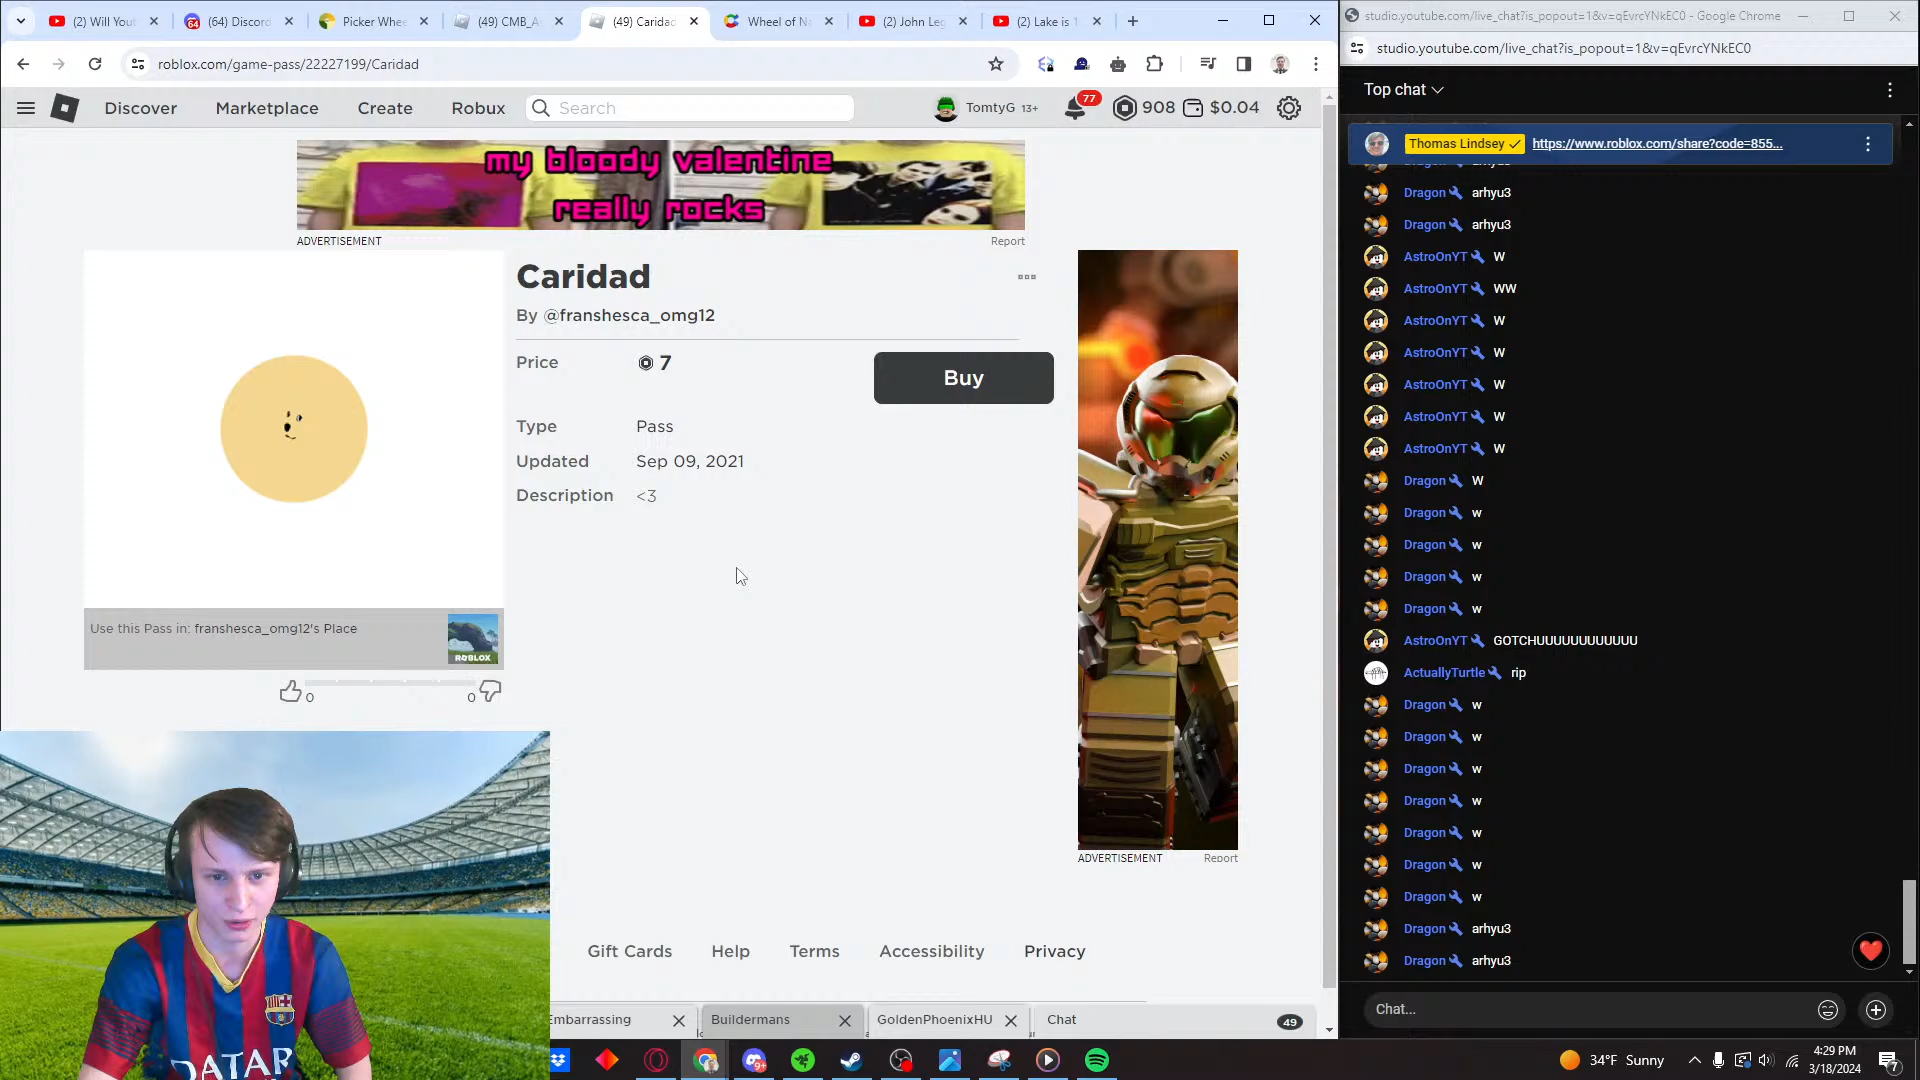 (2) Will You
(64) Discord
Picker Whee
(49) CMB_A
(49) Caridad
Wheel of Na
(2) John Leg
(2) Lake is 1
studio.youtube.com/live_chat?is_popout=1&v=qEvrcYNkEC0 - Google Chrome
roblox.com/game-pass/22227199/Caridad
studio.youtube.com/live_chat?is_popout=1&v=qEvrcYNkEC0
Discover
Marketplace
Create
Robux
Search
TomtyG 13+
77
908
$0.04
my bloody valentine
really rocks
ADVERTISEMENT
Report
Caridad
By @franshesca_omg12
Price 7
Buy
Type Pass
Updated Sep 09, 2021
Description <3
Use this Pass in: franshesca_omg12's Place
ROBLOX
0
0
ADVERTISEMENT
Report
QATAR
Gift Cards
Help
Terms
Accessibility
Privacy
Embarrassing
Buildermans
GoldenPhoenixHU
Chat
49
Top chat
Thomas Lindsey https://www.roblox.com/share?code=855...
Dragon arhyu3
Dragon arhyu3
AstroOnYT W
AstroOnYT WW
AstroOnYT W
AstroOnYT W
AstroOnYT W
AstroOnYT W
AstroOnYT W
Dragon W
Dragon w
Dragon w
Dragon w
Dragon w
AstroOnYT GOTCHUUUUUUUUUUUU
ActuallyTurtle rip
Dragon w
Dragon w
Dragon w
Dragon w
Dragon w
Dragon w
Dragon w
Dragon arhyu3
Dragon arhyu3
Chat...
34°F Sunny
4:29 PM
3/18/2024
7